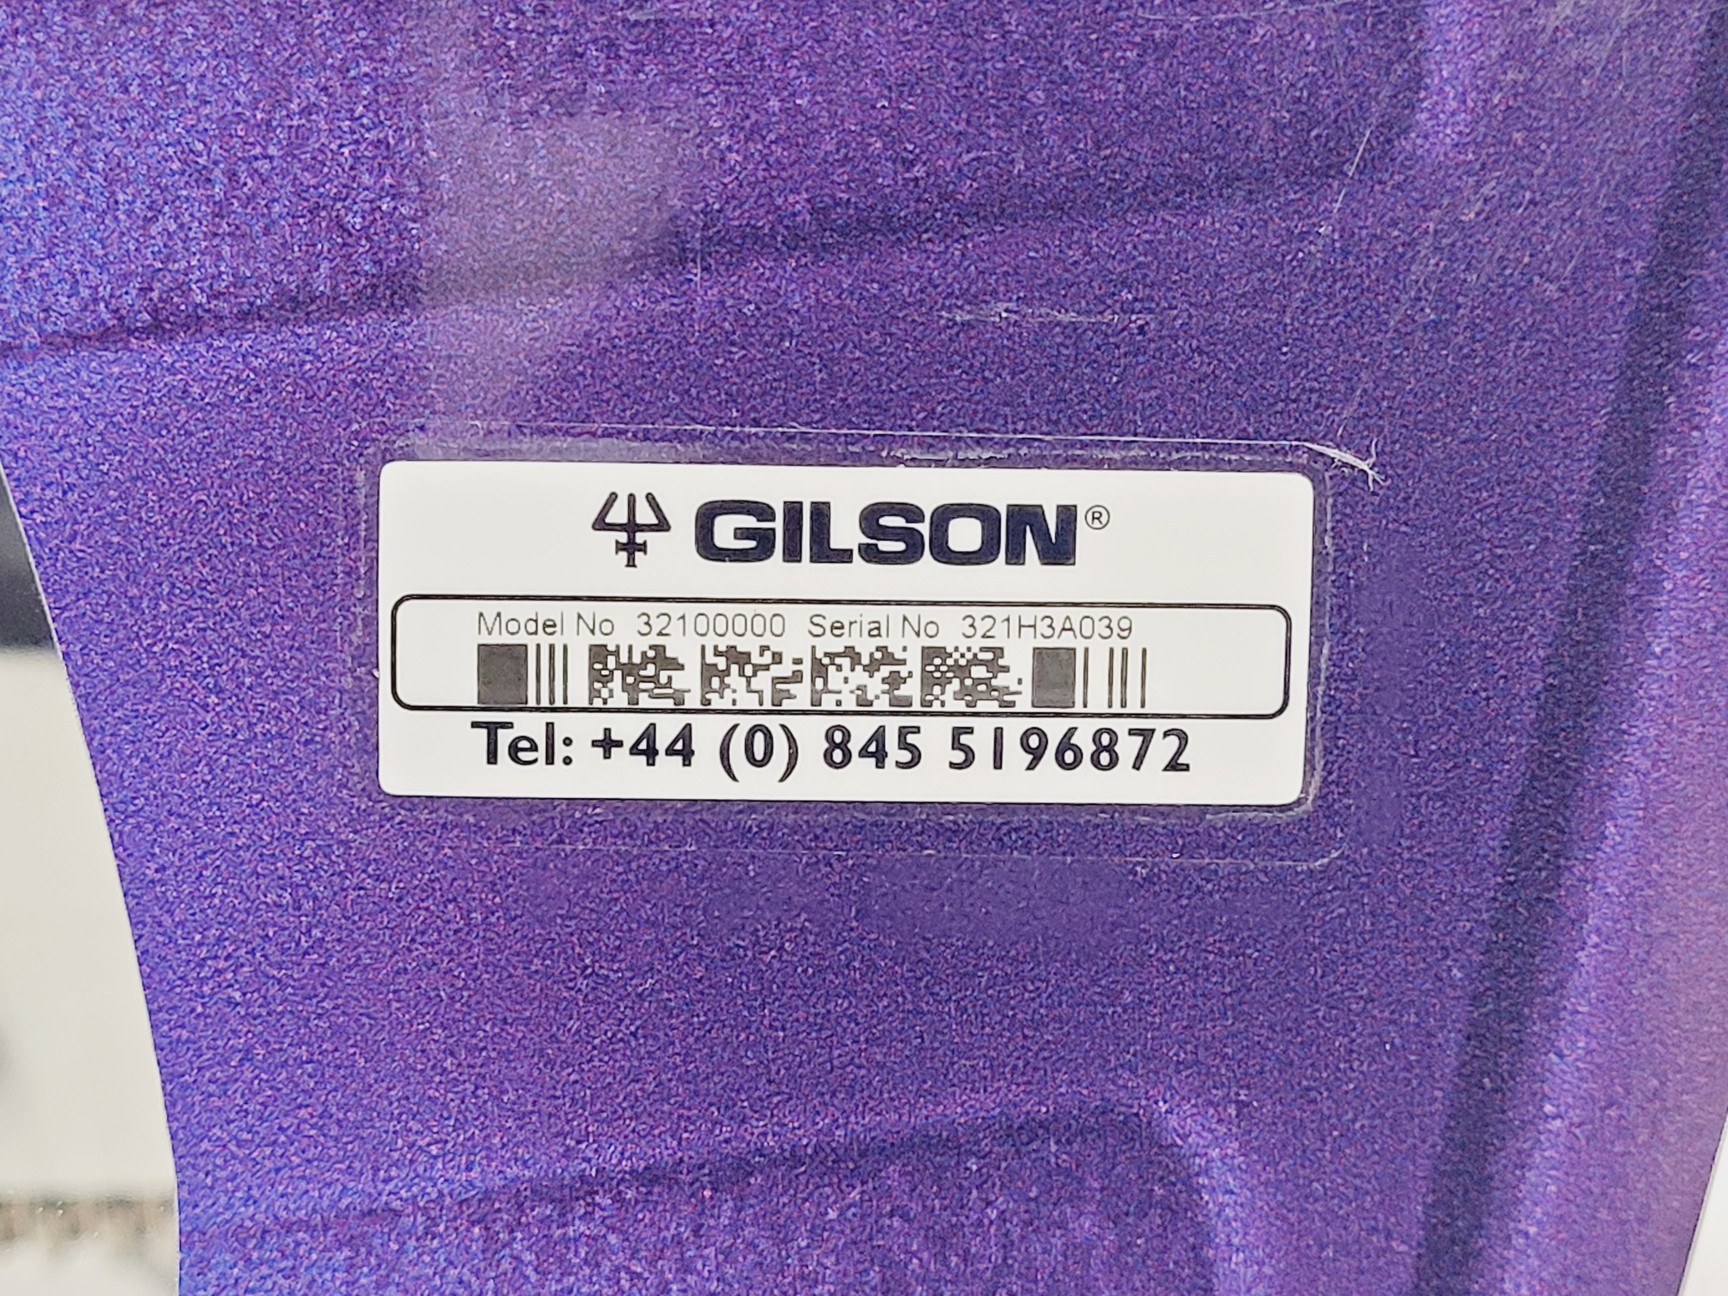 GILSON®
Model No 32100000 Serial No 321H3A039
Tel: +44 (0) 845 5196872